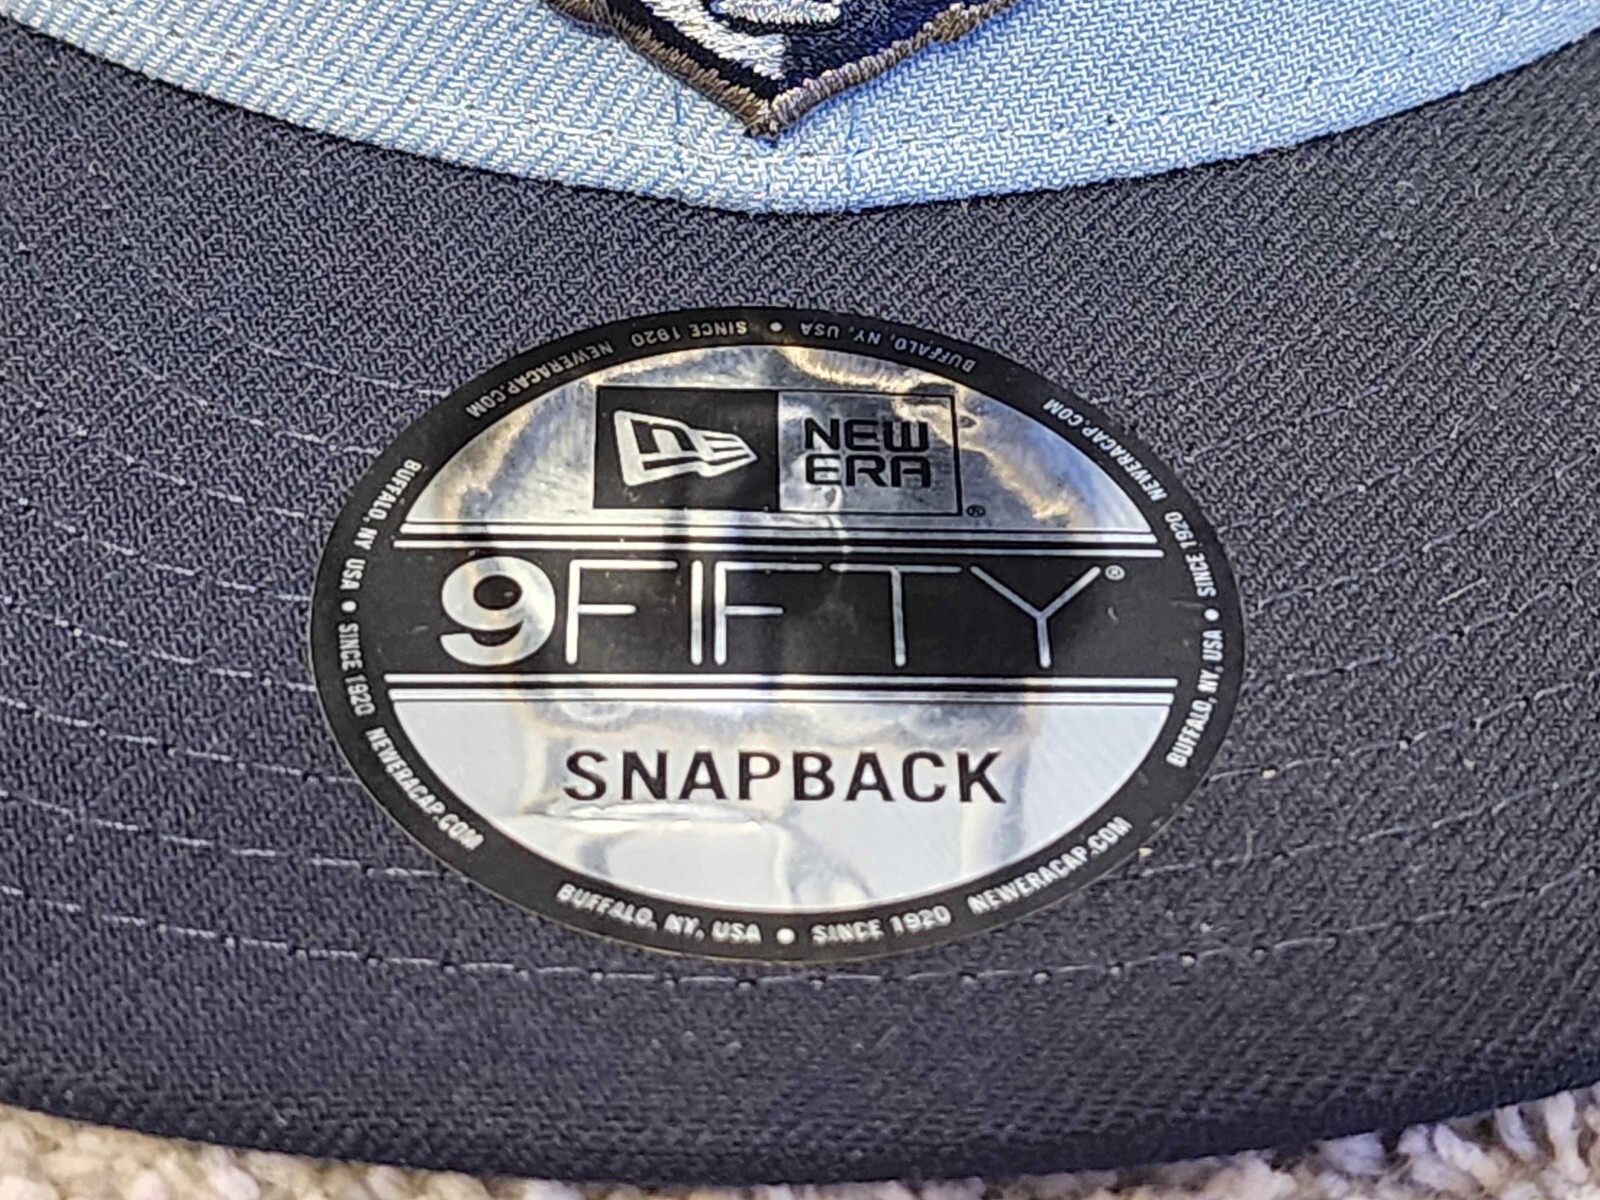 NEW
ERA
®
9FIFTY®
SNAPBACK
BUFFALO, NY, USA • SINCE 1920 NEWERACAP.COM
BUFFALO, NY, USA • SINCE 1920 NEWERACAP.COM
BUFFALO, NY, USA • SINCE 1920 NEWERACAP.COM
BUFFALO, NY USA • SINCE 1920 NEWERACAP.COM